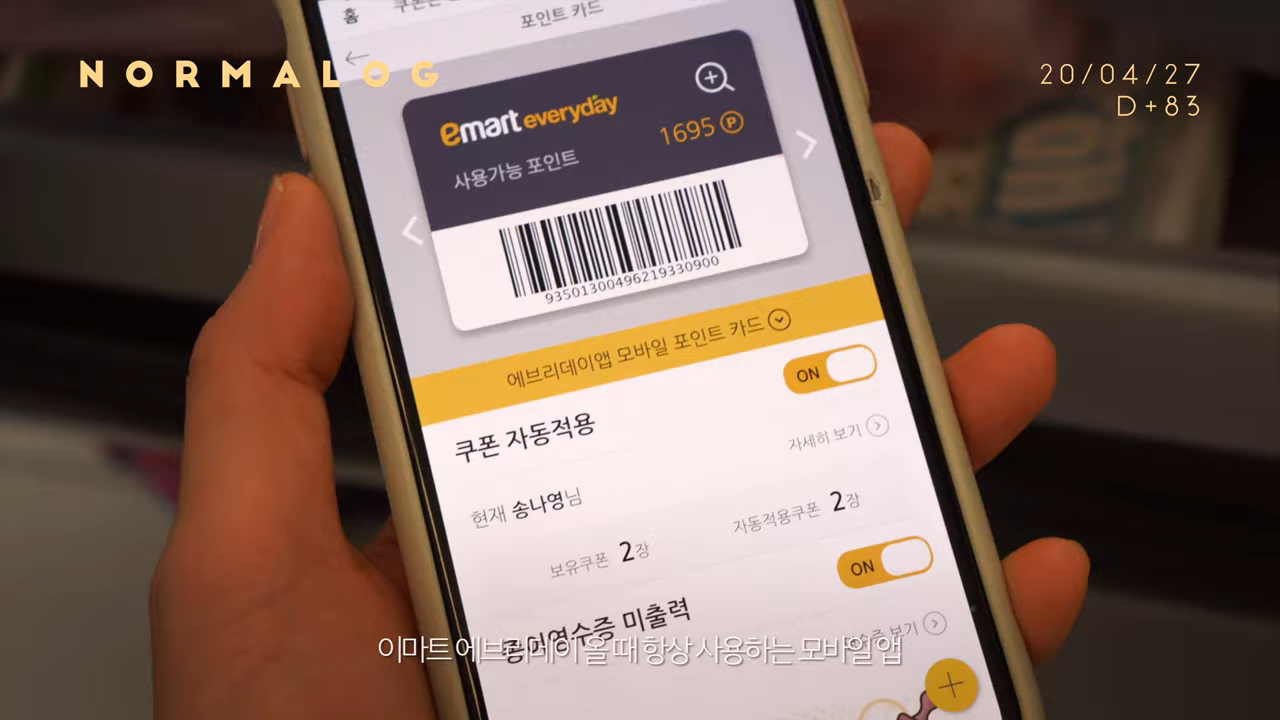 NORMALOG
20/04/27
D+83
홈
포인트 카드
emart everyday
1695 P
사용가능 포인트
93501300496219330900
에브리데이앱 모바일 포인트 카드
쿠폰 자동적용
ON
자세히 보기
현재 송나영님
보유쿠폰 2장
자동적용쿠폰 2장
종이영수증 미출력
ON
보기
이마트 에브리데이 올 때 항상 사용하는 모바일 앱